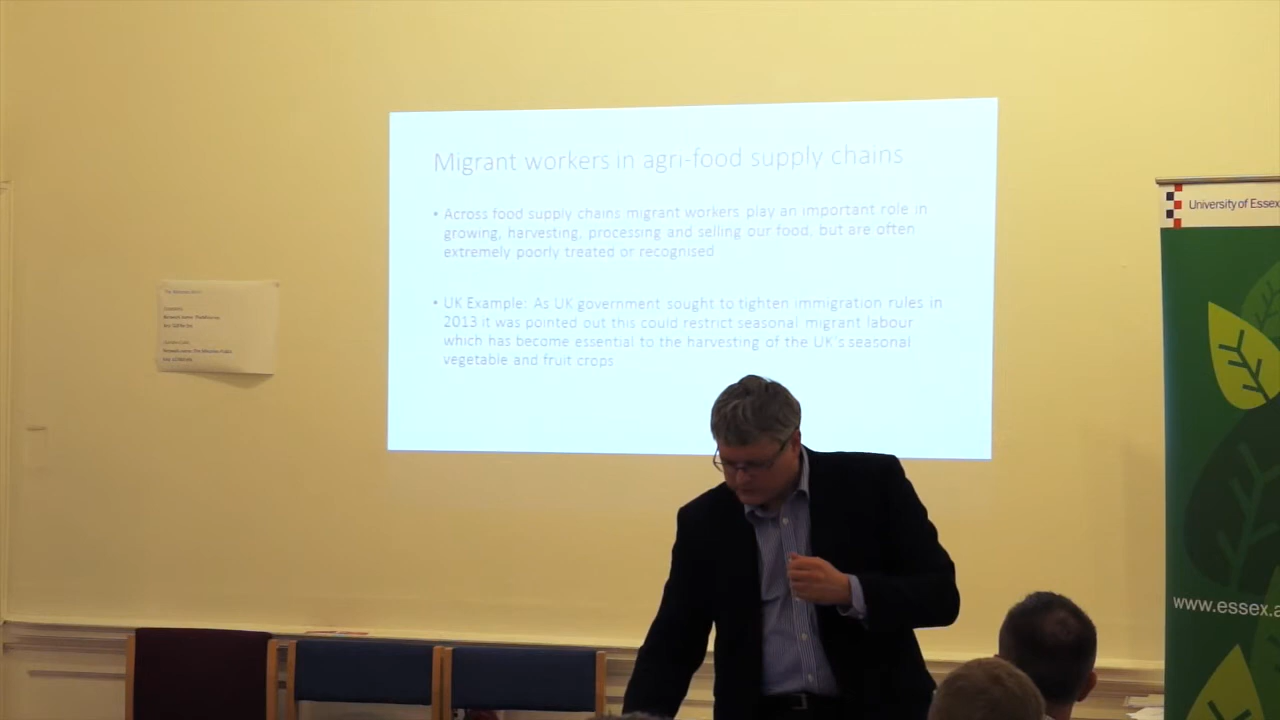 Migrant workers in agri-food supply chains
• Across food supply chains migrant workers play an important role in
growing, harvesting, processing and selling our food, but are often
extremely poorly treated or recognised
• UK Example: As UK government sought to tighten immigration rules in
2013 it was pointed out this could restrict seasonal migrant labour
which has become essential to the harvesting of the UK's seasonal
vegetable and fruit crops
University of Essex
www.essex.a